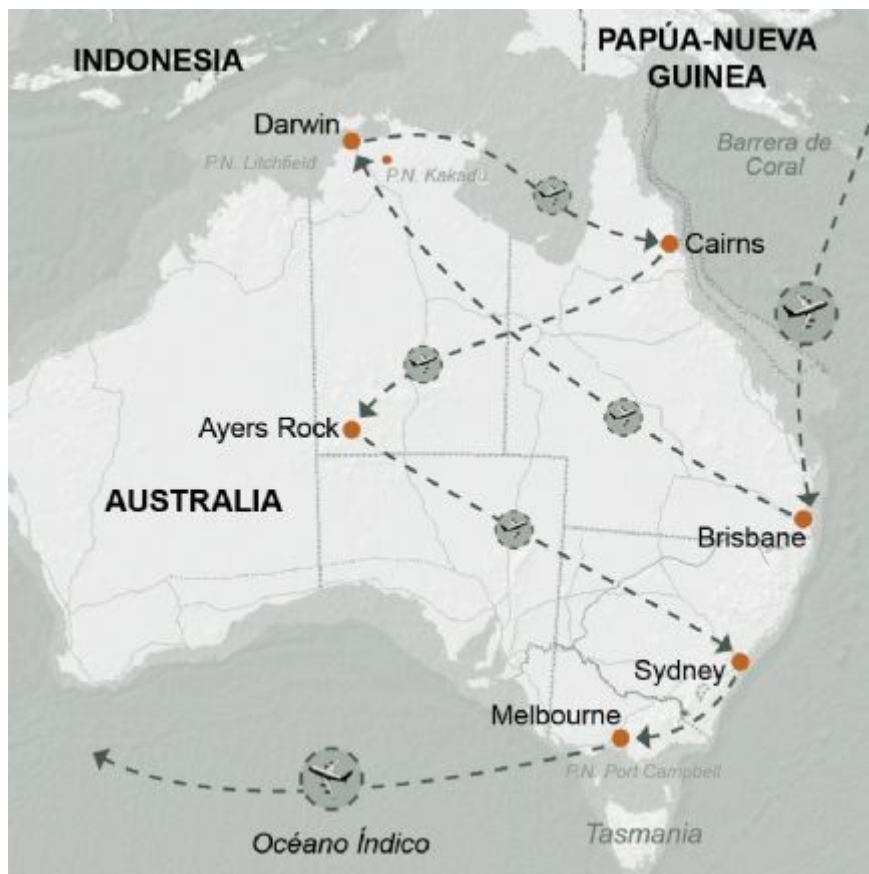 INDONESIA
PAPÚA-NUEVA
GUINEA
Darwin
Barrera de
Coral
P.N. Litchfield
P.N. Kakadu
Cairns
Ayers Rock
AUSTRALIA
Brisbane
Sydney
Melbourne
P.N. Port Campbell
Océano Índico
Tasmania